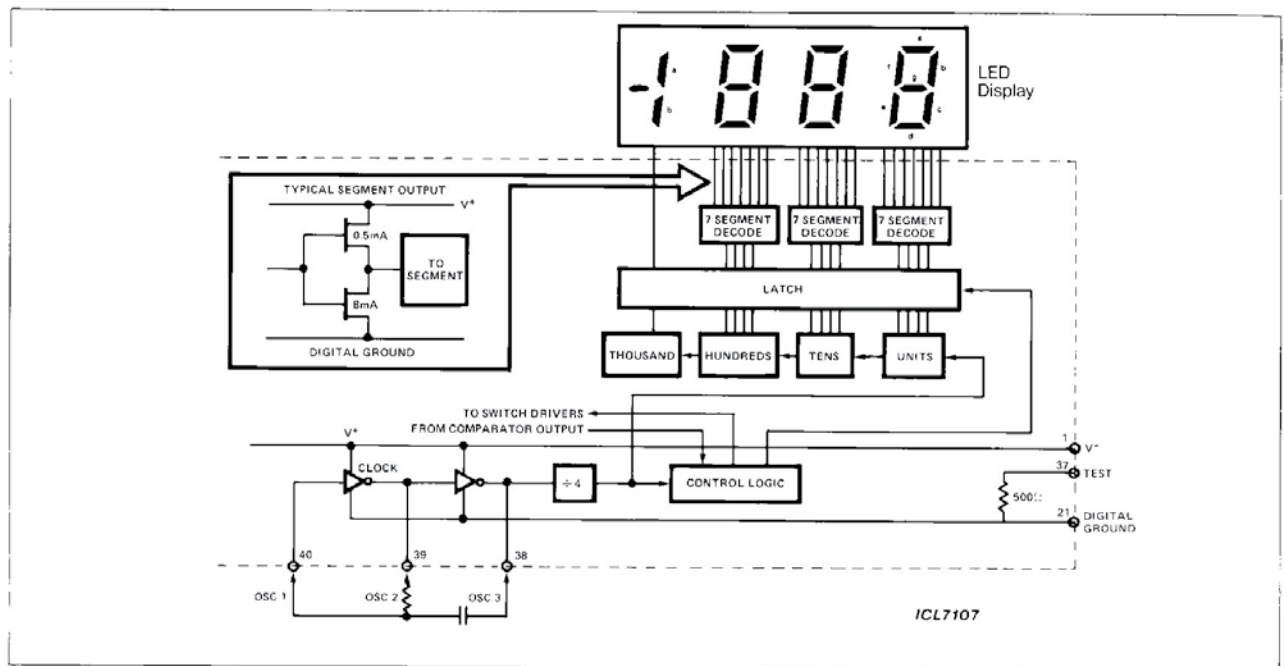 a
b
a
f
b
g
e
c
d
LED
Display
TYPICAL SEGMENT OUTPUT
V+
0.5mA
TO
SEGMENT
8mA
DIGITAL GROUND
7 SEGMENT
DECODE
7 SEGMENT
DECODE
7 SEGMENT
DECODE
LATCH
THOUSAND
HUNDREDS
TENS
UNITS
TO SWITCH DRIVERS
FROM COMPARATOR OUTPUT
V+
CLOCK
÷4
CONTROL LOGIC
1
V+
37
TEST
500Ω
21
DIGITAL
GROUND
40
39
38
OSC 1
OSC 2
OSC 3
ICL7107